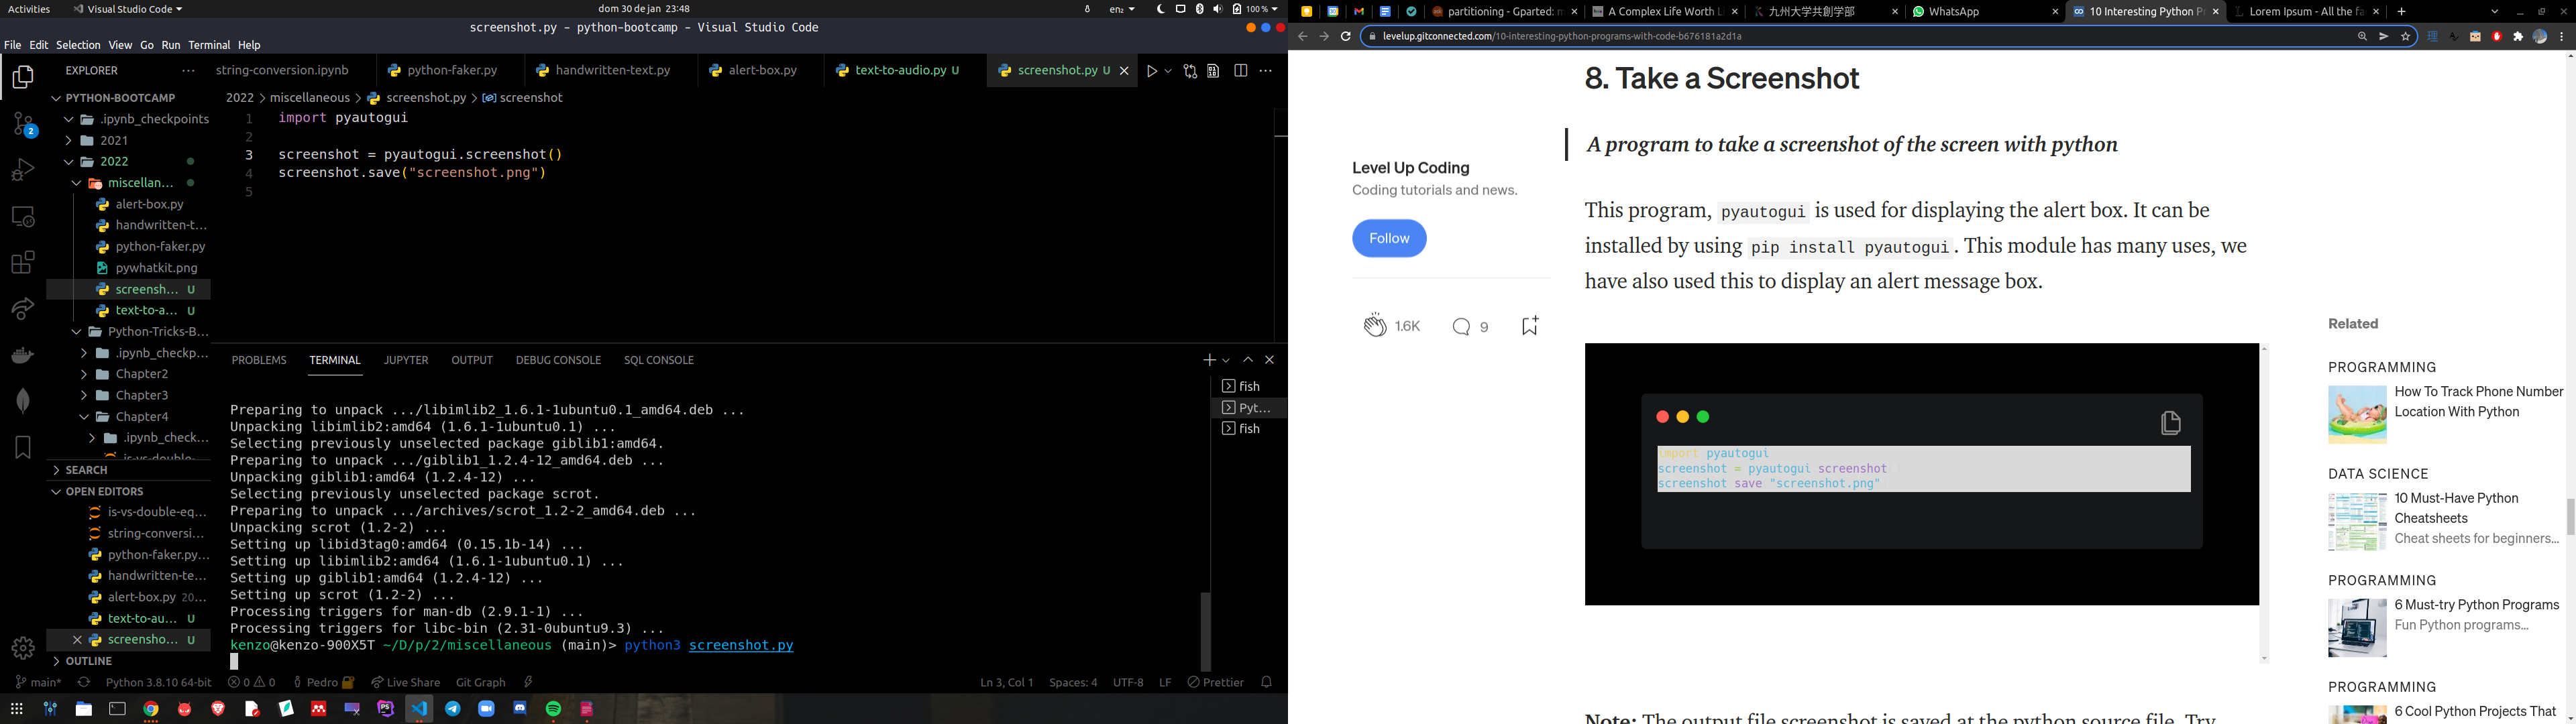 Activities
Visual Studio Code
dom 30 de jan 23:48
en₂
100 %
screenshot.py - python-bootcamp - Visual Studio Code
File Edit Selection View Go Run Terminal Help
EXPLORER
PYTHON-BOOTCAMP
.ipynb_checkpoints
2021
2022
miscellan...
alert-box.py
handwritten-t...
python-faker.py
pywhatkit.png
screensh... U
text-to-a... U
Python-Tricks-B...
.ipynb_checkp...
Chapter2
Chapter3
Chapter4
.ipynb_check...
is-vs-double-
SEARCH
OPEN EDITORS
is-vs-double-eq...
string-conversi...
python-faker.py...
handwritten-te...
alert-box.py 20...
text-to-au... U
screensho... U
OUTLINE
string-conversion.ipynb
python-faker.py
handwritten-text.py
alert-box.py
text-to-audio.py U
screenshot.py U
2022 > miscellaneous > screenshot.py > screenshot
1 import pyautogui
2
3 screenshot = pyautogui.screenshot()
4 screenshot.save("screenshot.png")
5
PROBLEMS TERMINAL JUPYTER OUTPUT DEBUG CONSOLE SQL CONSOLE
fish
Pyt...
fish
Preparing to unpack .../libimlib2_1.6.1-1ubuntu0.1_amd64.deb ...
Unpacking libimlib2:amd64 (1.6.1-1ubuntu0.1) ...
Selecting previously unselected package giblib1:amd64.
Preparing to unpack .../giblib1_1.2.4-12_amd64.deb ...
Unpacking giblib1:amd64 (1.2.4-12) ...
Selecting previously unselected package scrot.
Preparing to unpack .../archives/scrot_1.2-2_amd64.deb ...
Unpacking scrot (1.2-2) ...
Setting up libid3tag0:amd64 (0.15.1b-14) ...
Setting up libimlib2:amd64 (1.6.1-1ubuntu0.1) ...
Setting up giblib1:amd64 (1.2.4-12) ...
Setting up scrot (1.2-2) ...
Processing triggers for man-db (2.9.1-1) ...
Processing triggers for libc-bin (2.31-0ubuntu9.3) ...
kenzo@kenzo-900X5T ~/D/p/2/miscellaneous (main)> python3 screenshot.py
main* Python 3.8.10 64-bit 0 0 Pedro Live Share Git Graph
Ln 3, Col 1 Spaces: 4 UTF-8 LF Prettier
partitioning - Gparted: m
A Complex Life Worth Li
九州大学共創学部
WhatsApp
10 Interesting Python Pr
Lorem Ipsum - All the fa
levelup.gitconnected.com/10-interesting-python-programs-with-code-b676181a2d1a
Level Up Coding
Coding tutorials and news.
Follow
1.6K
9
8. Take a Screenshot
A program to take a screenshot of the screen with python
This program, pyautogui is used for displaying the alert box. It can be
installed by using pip install pyautogui. This module has many uses, we
have also used this to display an alert message box.
import pyautogui
screenshot = pyautogui screenshot
screenshot save "screenshot.png"
Note: The output file screenshot is saved at the python source file. Try
Related
PROGRAMMING
How To Track Phone Number
Location With Python
DATA SCIENCE
10 Must-Have Python
Cheatsheets
Cheat sheets for beginners...
PROGRAMMING
6 Must-try Python Programs
Fun Python programs...
PROGRAMMING
6 Cool Python Projects That